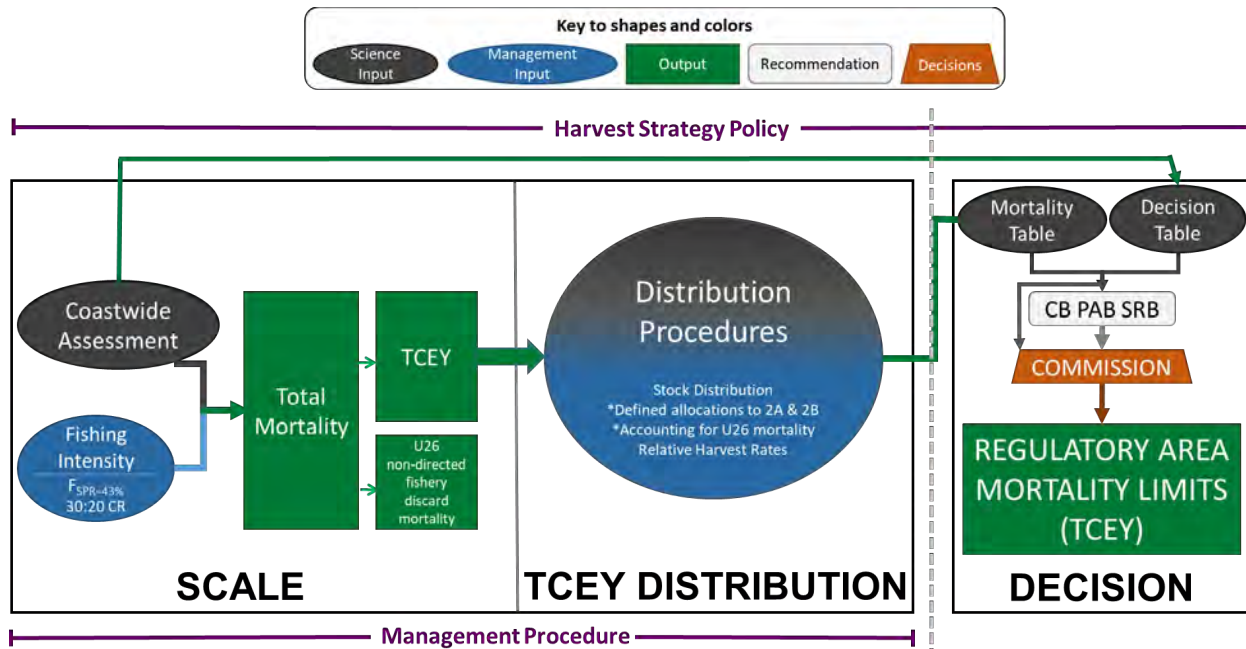 Key to shapes and colors
Science
Input
Management
Input
Output
Recommendation
Decisions
Harvest Strategy Policy
Coastwide
Assessment
Fishing
Intensity
FSPR=43%
30:20 CR
Total
Mortality
TCEY
U26
non-directed
fishery
discard
mortality
SCALE
Distribution
Procedures
Stock Distribution
*Defined allocations to 2A & 2B
*Accounting for U26 mortality
Relative Harvest Rates
TCEY DISTRIBUTION
Mortality
Table
Decision
Table
CB PAB SRB
COMMISSION
REGULATORY AREA
MORTALITY LIMITS
(TCEY)
DECISION
Management Procedure